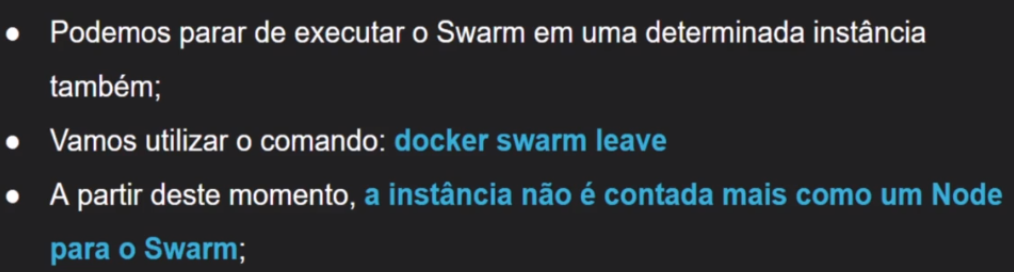 ● Podemos parar de executar o Swarm em uma determinada instância
também;
● Vamos utilizar o comando: docker swarm leave
● A partir deste momento, a instância não é contada mais como um Node
para o Swarm;